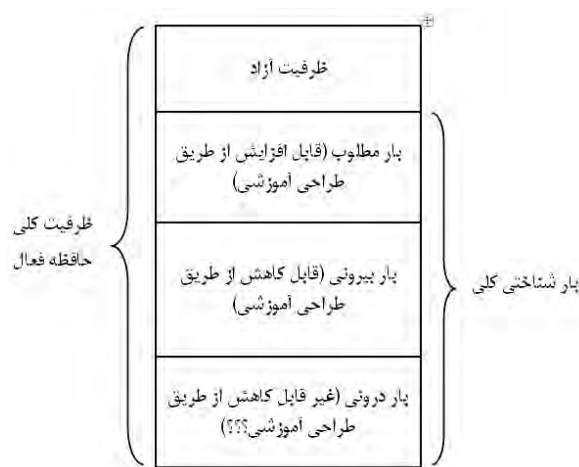 ظرفیت آزاد
بار مطلوب (قابل افزایش از طریق
طراحی آموزشی)
بار بیرونی (قابل کاهش از طریق
طراحی آموزشی)
بار درونی (غیر قابل کاهش از طریق
طراحی آموزشی؟؟؟)
ظرفیت کلی
حافظه فعال
بار شناختی کلی